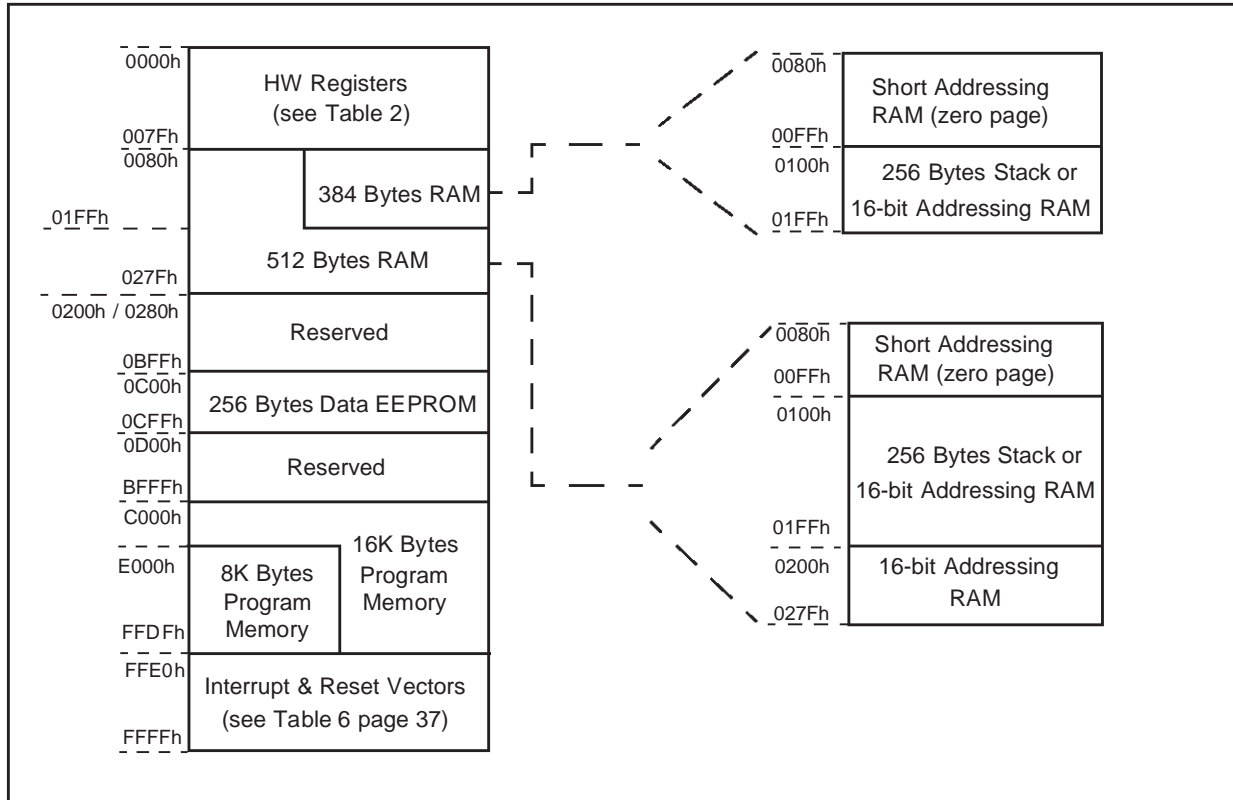 0000h
HW Registers
(see Table 2)
007Fh
0080h
384 Bytes RAM
01FFh
512 Bytes RAM
027Fh
0200h / 0280h
Reserved
0BFFh
0C00h
256 Bytes Data EEPROM
0CFFh
0D00h
Reserved
BFFFh
C000h
16K Bytes
Program
Memory
E000h
8K Bytes
Program
Memory
FFDFh
FFE0h
Interrupt & Reset Vectors
(see Table 6 page 37)
FFFFh
0080h
Short Addressing
RAM (zero page)
00FFh
0100h
256 Bytes Stack or
16-bit Addressing RAM
01FFh
0080h
Short Addressing
RAM (zero page)
00FFh
0100h
256 Bytes Stack or
16-bit Addressing RAM
01FFh
0200h
16-bit Addressing
RAM
027Fh